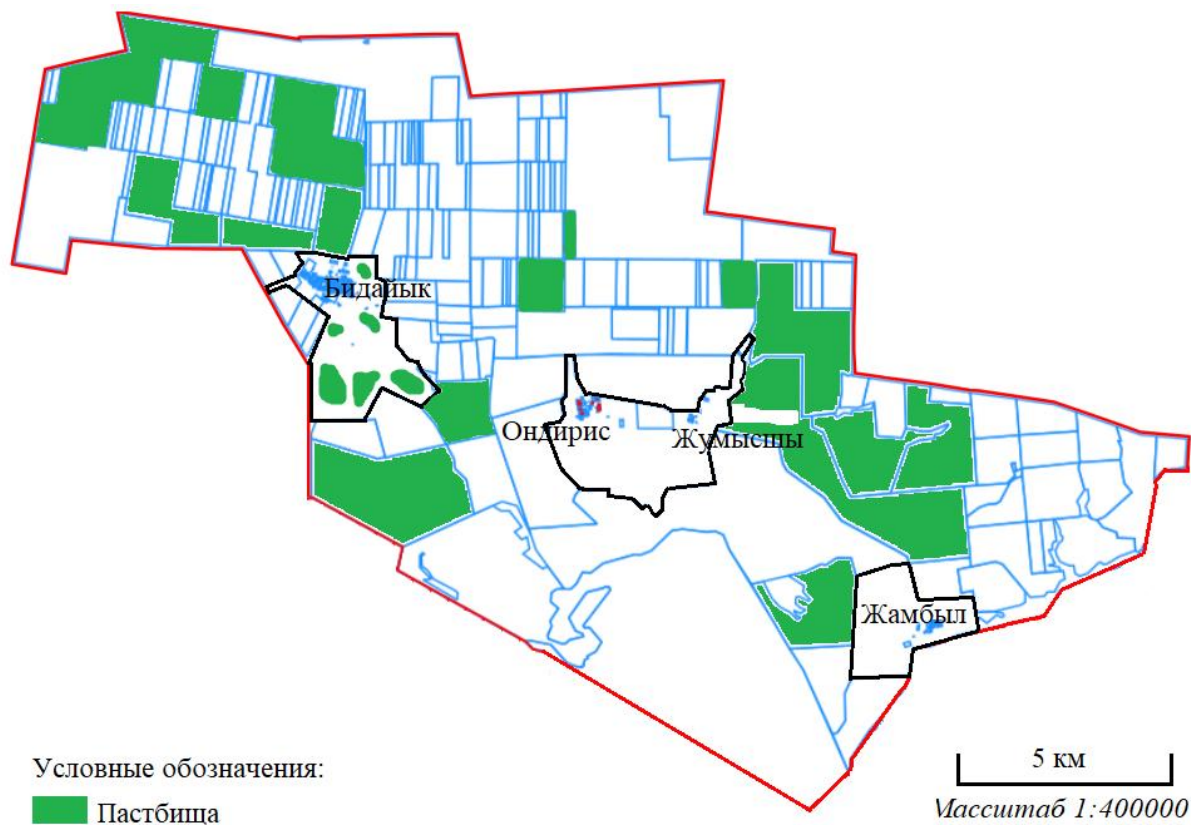 Бидайык
Ондирис
Жумысшы
Жамбыл
Условные обозначения:
Пастбища
5 км
Масштаб 1:400000